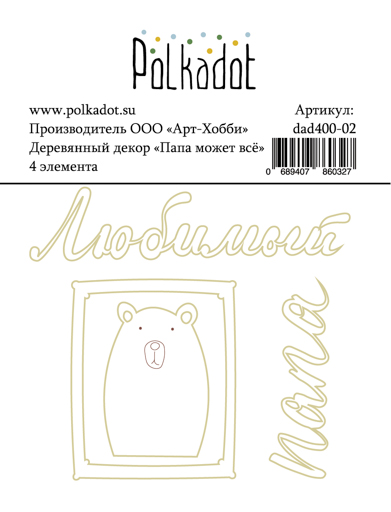 Polkadot
www.polkadot.su
Артикул:
Производитель ООО «Арт-Хобби»
dad400-02
Деревянный декор «Папа может всё»
4 элемента
0 689407 860327
Любимый
папа